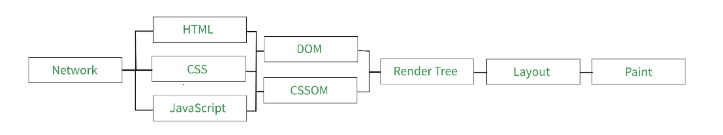 Network
HTML
CSS
JavaScript
DOM
CSSOM
Render Tree
Layout
Paint